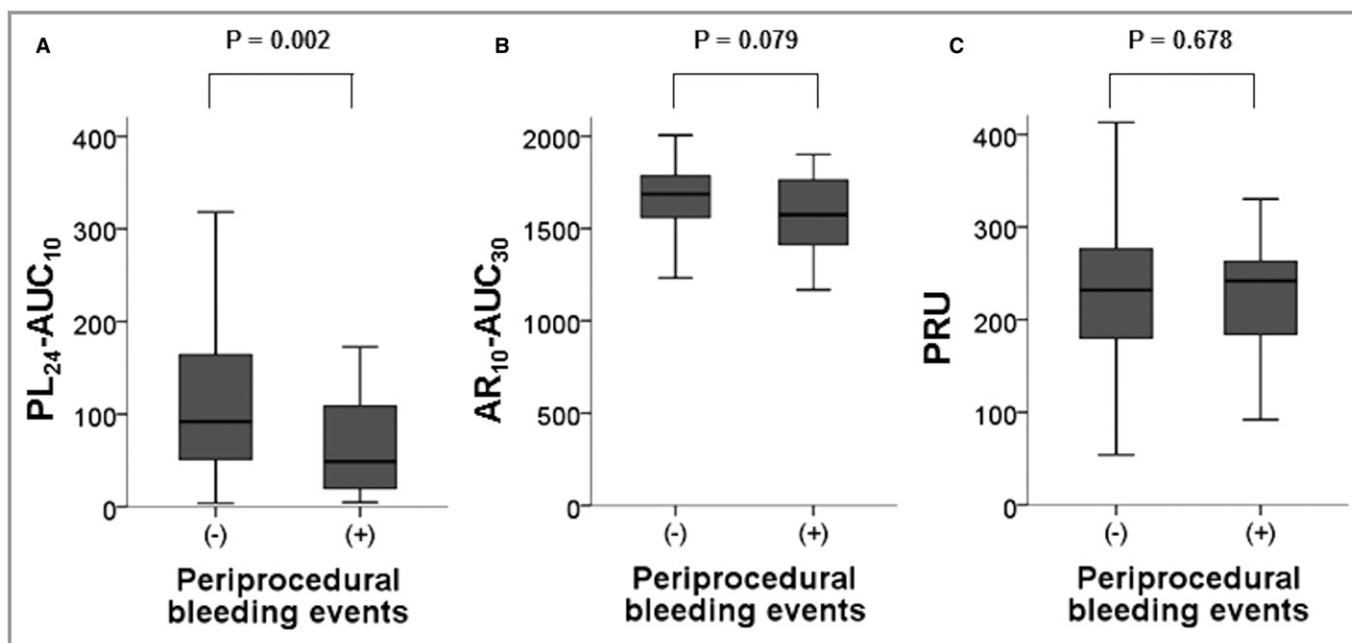 A
P = 0.002
PL24-AUC10
400
300
200
100
0
(-) (+)
Periprocedural
bleeding events
B
P = 0.079
AR10-AUC30
2000
1500
1000
500
0
(-) (+)
Periprocedural
bleeding events
C
P = 0.678
PRU
400
300
200
100
0
(-) (+)
Periprocedural
bleeding events